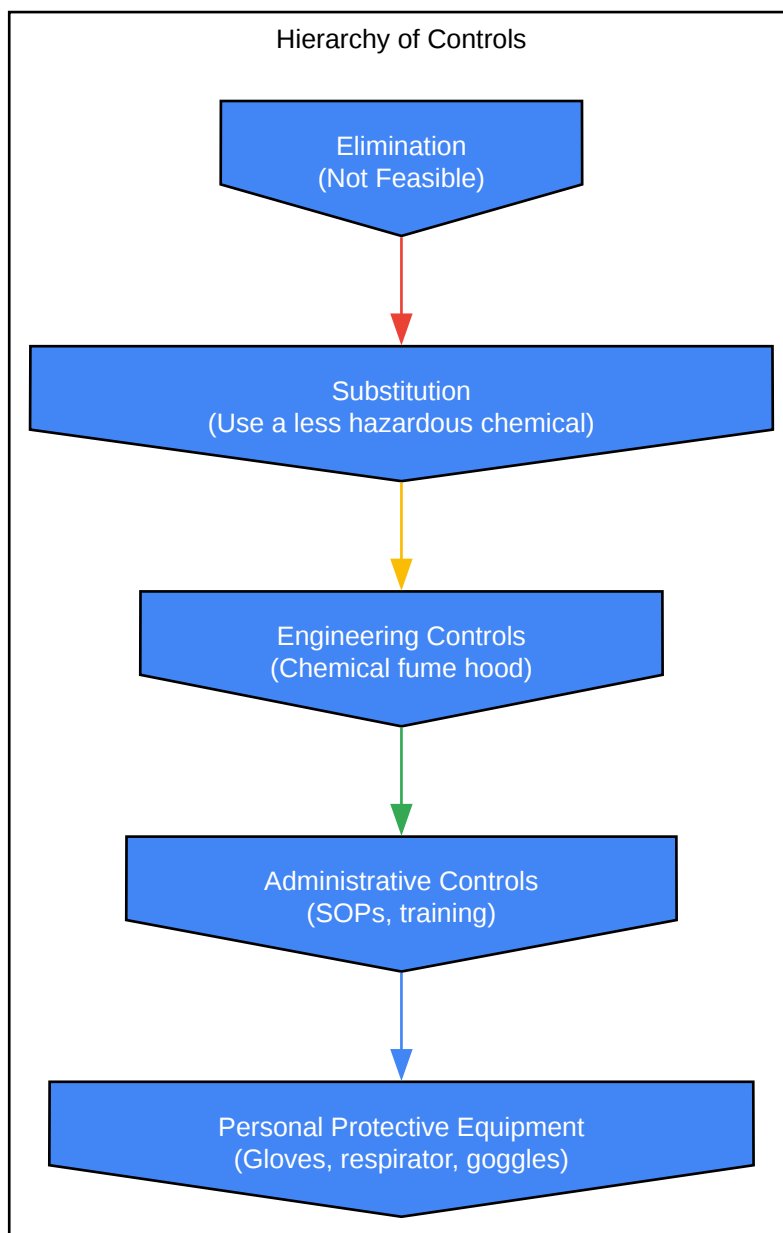 Hierarchy of Controls
Elimination
(Not Feasible)
Substitution
(Use a less hazardous chemical)
Engineering Controls
(Chemical fume hood)
Administrative Controls
(SOPs, training)
Personal Protective Equipment
(Gloves, respirator, goggles)